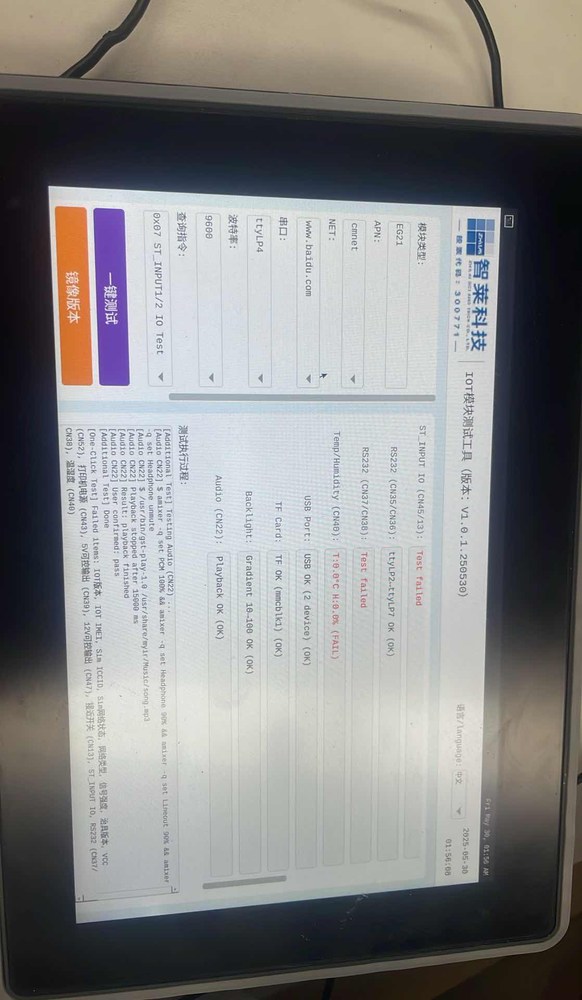 Fri May 30, 01:56 AM
zmLm
智莱科技
— 股票代码：300771 —
IOT模块测试工具（版本：V1.0.1.250530）
语言/language:
中文
2025-05-30
01:56:08
模块类型：
EG21
APN:
cmnet
NET:
www.baidu.com
串口:
ttyLP4
波特率:
9600
查询指令:
0x07 ST_INPUT1/2 IO Test
一键测试
镜像版本
ST_INPUT IO (CN45/13): Test failed
RS232 (CN35/CN36): ttyLP2↔ttyLP7 OK (OK)
RS232 (CN37/CN38): Test failed
Temp/Humidity (CN40): T:0.0°C H:0.0% (FAIL)
USB Port: USB OK (2 device) (OK)
TF Card: TF OK (mmcblk1) (OK)
Backlight: Gradient 10→100 OK (OK)
Audio (CN22): Playback OK (OK)
测试执行过程:
[Additional Test] Testing Audio (CN22) ...
[Audio CN22] $ amixer -q set PCM 100% && amixer -q set Headphone 90% && amixer -q set Lineout 90% && amixer
-q set Headphone unmute
[Audio CN22] $ /usr/bin/gst-play-1.0 /usr/share/myir/Music/song.mp3
[Audio CN22] Playback stopped after 15000 ms
[Audio CN22] Result: playback finished
[Audio CN22] User confirmed: pass
[Additional Test] Done
[One-Click Test] Failed items: IOT版本, IOT IMEI, Sim ICCID, Sim网络状态, 网络类型, 信号强度, 治具版本, VCC
(CN52), 打印机电源 (CN43), 5V可控输出 (CN39), 12V可控输出 (CN47), 接近开关 (CN13), ST_INPUT IO, RS232 (CN37/
CN38), 温湿度 (CN40)